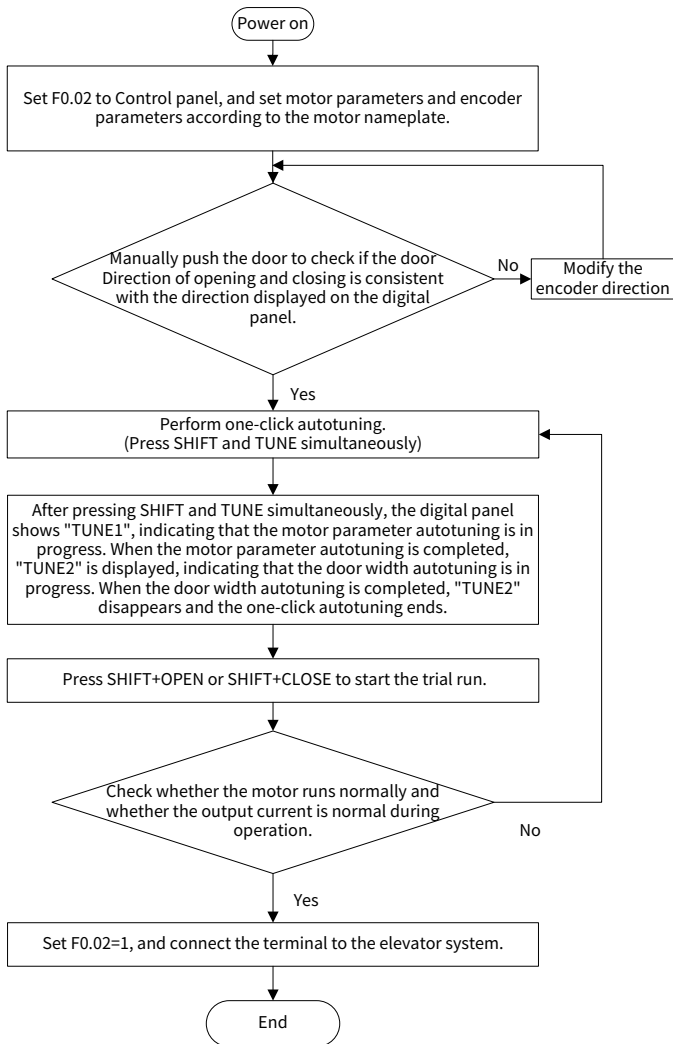 Power on
Set F0.02 to Control panel, and set motor parameters and encoder
parameters according to the motor nameplate.
Manually push the door to check if the door
Direction of opening and closing is consistent
with the direction displayed on the digital
panel.
No
Modify the
encoder direction
Yes
Perform one-click autotuning.
(Press SHIFT and TUNE simultaneously)
After pressing SHIFT and TUNE simultaneously, the digital panel
shows "TUNE1", indicating that the motor parameter autotuning is in
progress. When the motor parameter autotuning is completed,
"TUNE2" is displayed, indicating that the door width autotuning is in
progress. When the door width autotuning is completed, "TUNE2"
disappears and the one-click autotuning ends.
Press SHIFT+OPEN or SHIFT+CLOSE to start the trial run.
Check whether the motor runs normally and
whether the output current is normal during
operation.
No
Yes
Set F0.02=1, and connect the terminal to the elevator system.
End